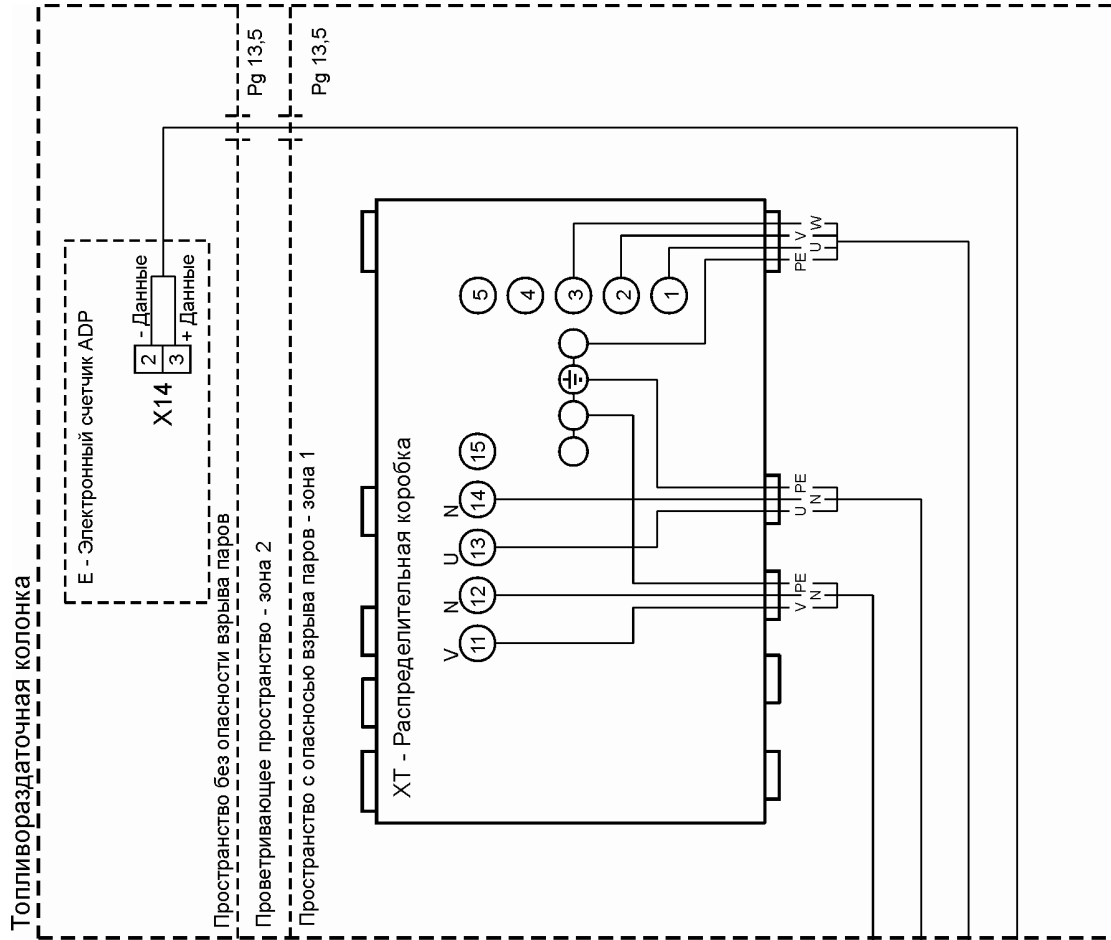 Топливораздаточная колонка
E - Электронный счетчик ADP
X14
2
3
- Данные
+ Данные
Пространство без опасности взрыва паров
Pg 13,5
Проветривающее пространство - зона 2
Pg 13,5
Пространство с опасносью взрыва паров - зона 1
XT - Распределительная коробка
V
N
U
N
11
12
13
14
15
5
4
3
2
1
V
N
PE
U
N
PE
PE
U
V
W